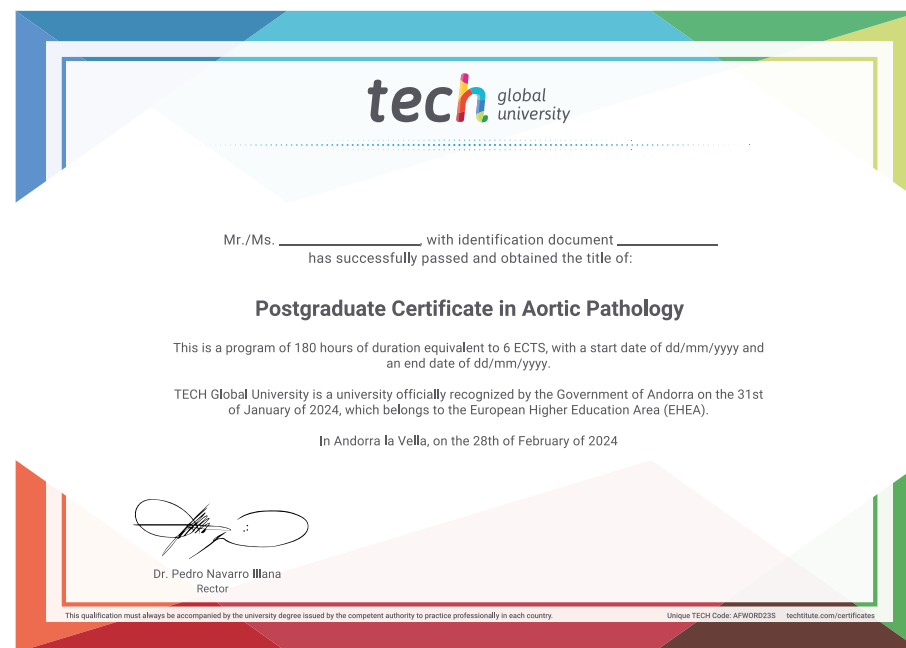 tech global university
Mr./Ms. ____________________, with identification document ______________
has successfully passed and obtained the title of:
Postgraduate Certificate in Aortic Pathology
This is a program of 180 hours of duration equivalent to 6 ECTS, with a start date of dd/mm/yyyy and
an end date of dd/mm/yyyy.
TECH Global University is a university officially recognized by the Government of Andorra on the 31st
of January of 2024, which belongs to the European Higher Education Area (EHEA).
In Andorra la Vella, on the 28th of February of 2024
Dr. Pedro Navarro Illana
Rector
This qualification must always be accompanied by the university degree issued by the competent authority to practice professionally in each country.
Unique TECH Code: AFWORD23S techtitute.com/certificates